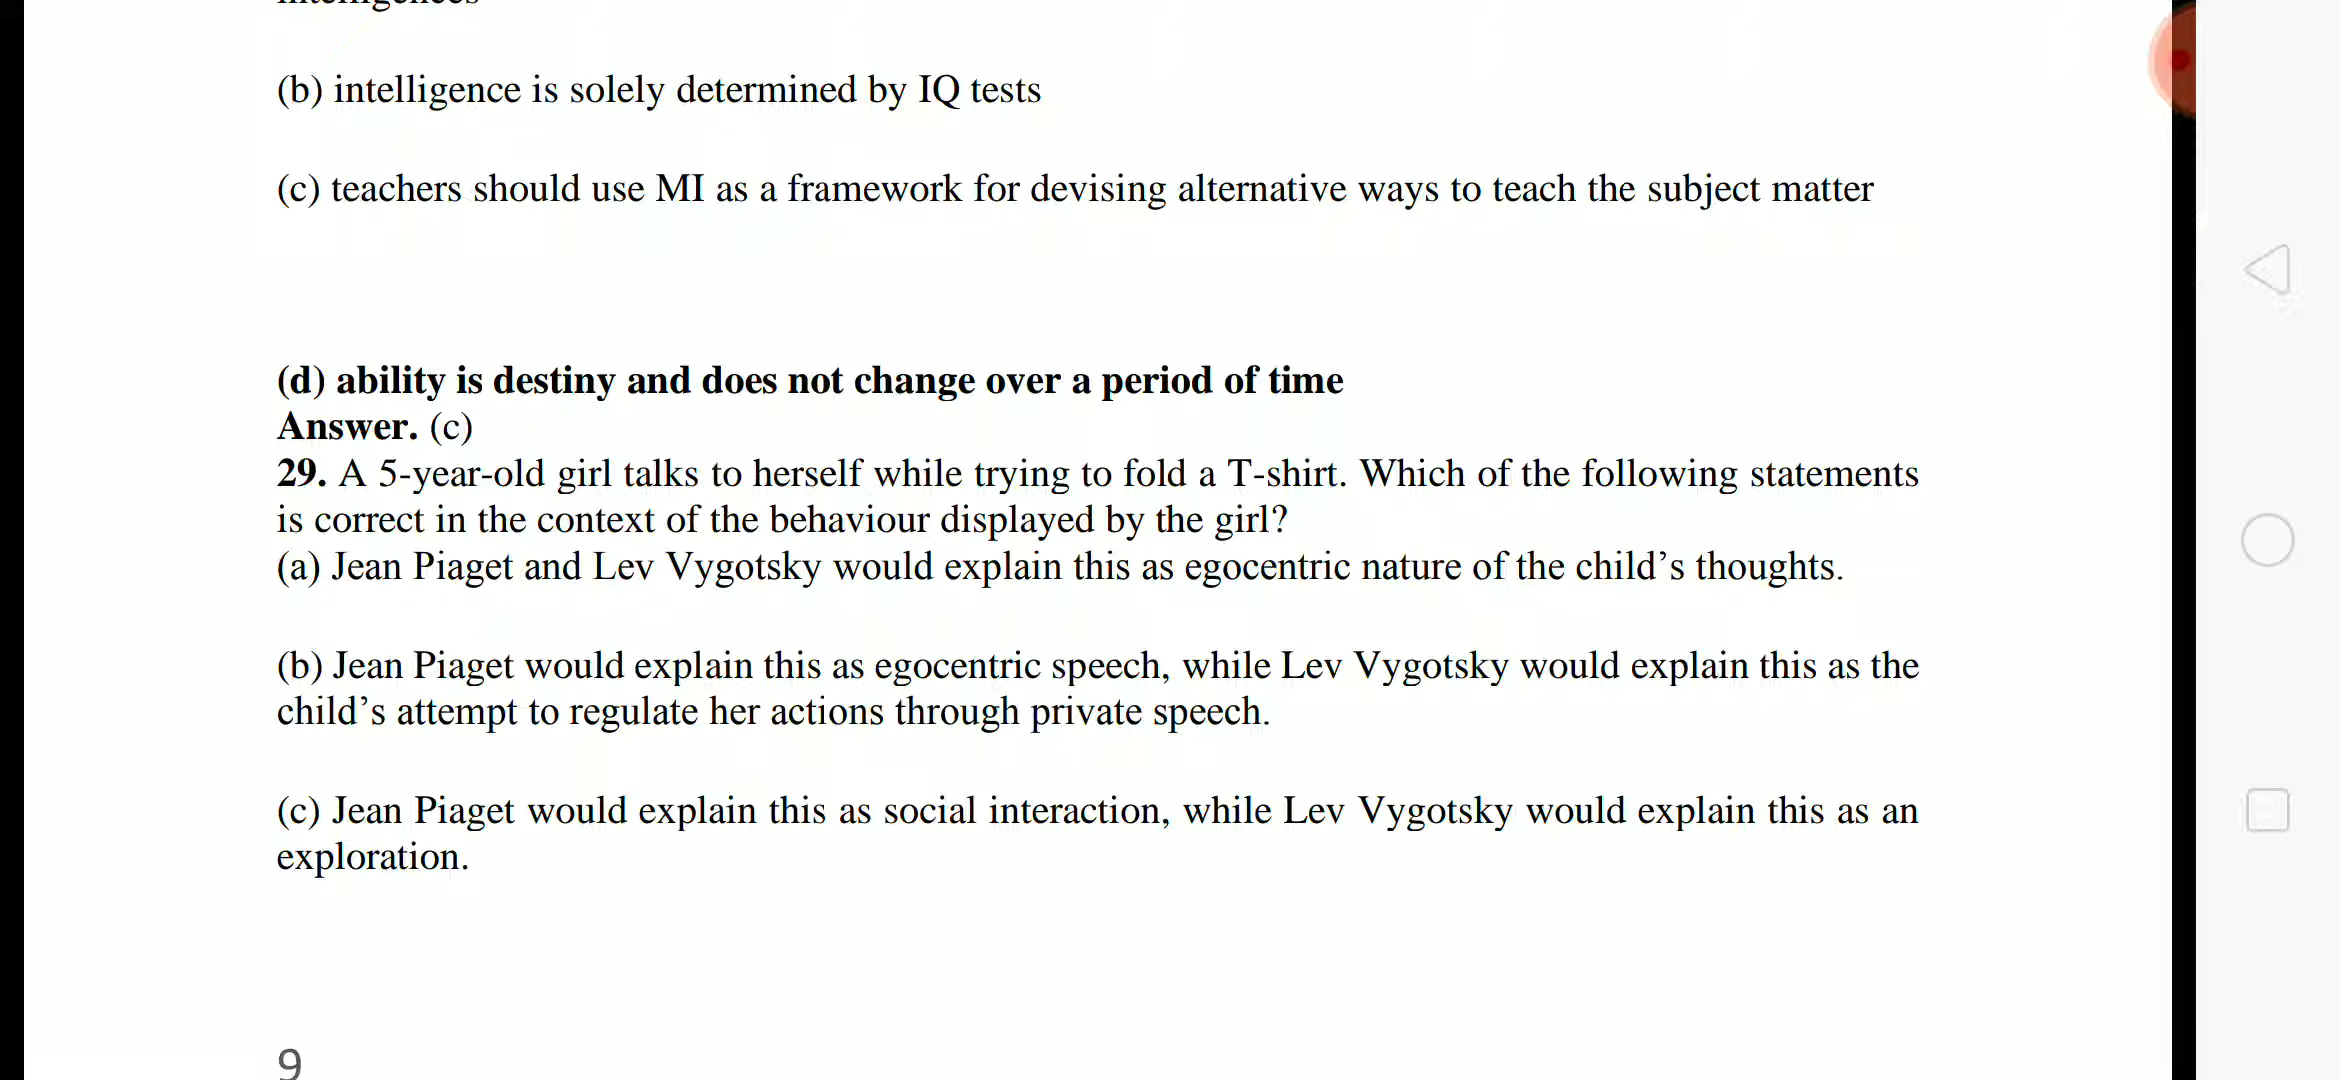 (b) intelligence is solely determined by IQ tests
(c) teachers should use MI as a framework for devising alternative ways to teach the subject matter
(d) ability is destiny and does not change over a period of time
Answer. (c)
29. A 5-year-old girl talks to herself while trying to fold a T-shirt. Which of the following statements
is correct in the context of the behaviour displayed by the girl?
(a) Jean Piaget and Lev Vygotsky would explain this as egocentric nature of the child’s thoughts.
(b) Jean Piaget would explain this as egocentric speech, while Lev Vygotsky would explain this as the
child’s attempt to regulate her actions through private speech.
(c) Jean Piaget would explain this as social interaction, while Lev Vygotsky would explain this as an
exploration.
9